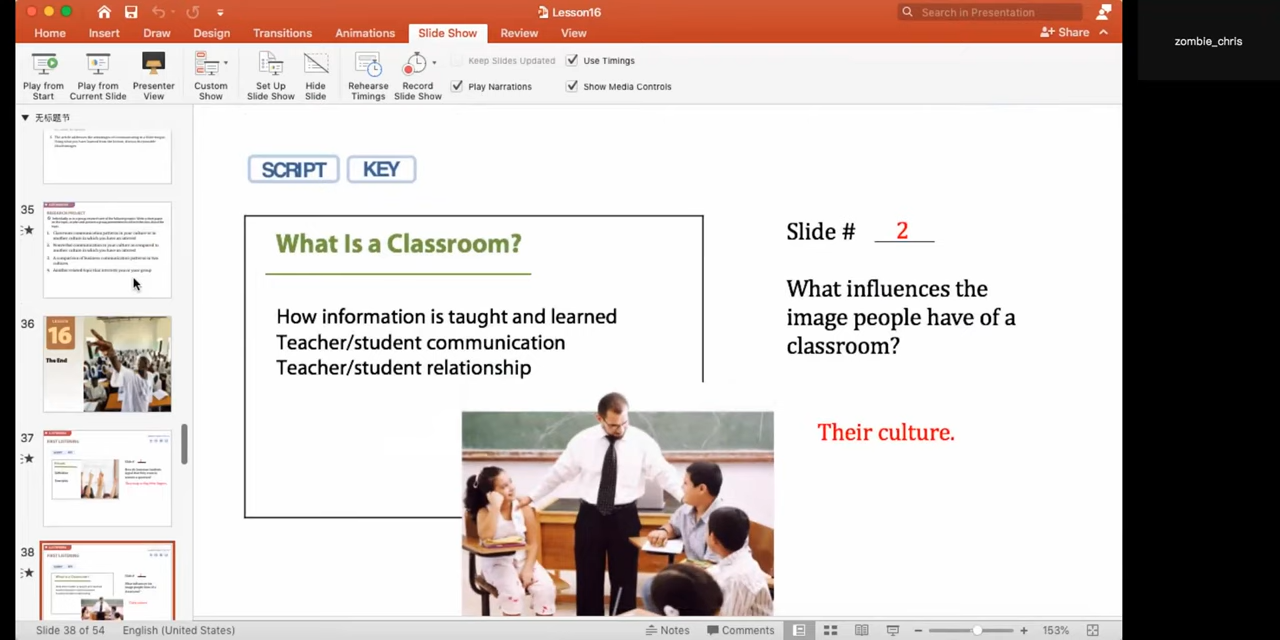 Lesson16
Search in Presentation
Home Insert Draw Design Transitions Animations Slide Show Review View
Share
Keep Slides Updated
Use Timings
Play from Start
Play from Current Slide
Presenter View
Custom Show
Set Up Slide Show
Hide Slide
Rehearse Timings
Record Slide Show
Play Narrations
Show Media Controls
zombie_chris
无标题节
35
36
16
The End
37
38
SCRIPT KEY
What Is a Classroom?
How information is taught and learned
Teacher/student communication
Teacher/student relationship
Slide # 2
What influences the
image people have of a
classroom?
Their culture.
Slide 38 of 54 English (United States)
Notes Comments 153%